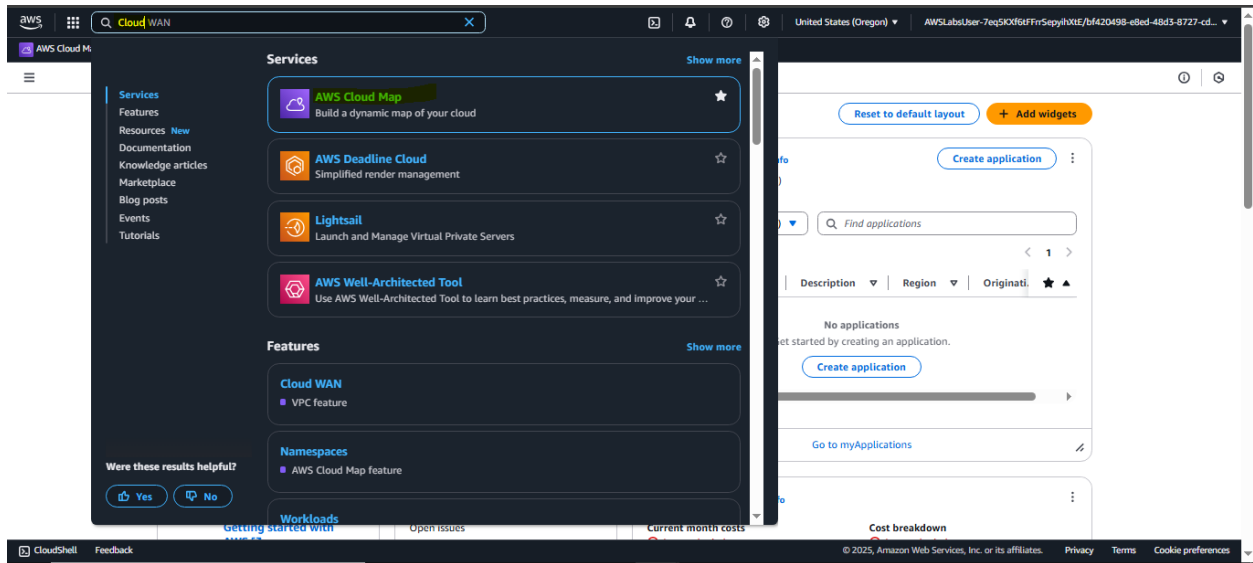 aws
Cloud WAN
United States (Oregon)
AWSLabsUser-7eq5KXf6tFFrrSepyihXtE/bf420498-e8ed-48d3-8727-cd...
AWS Cloud Ma
Services
Features
Resources New
Documentation
Knowledge articles
Marketplace
Blog posts
Events
Tutorials
Were these results helpful?
Yes
No
Services
Show more
AWS Cloud Map
Build a dynamic map of your cloud
AWS Deadline Cloud
Simplified render management
Lightsail
Launch and Manage Virtual Private Servers
AWS Well-Architected Tool
Use AWS Well-Architected Tool to learn best practices, measure, and improve your ...
Features
Show more
Cloud WAN
VPC feature
Namespaces
AWS Cloud Map feature
Workloads
Reset to default layout
+ Add widgets
nfo
Create application
)
)
Find applications
1
Description
Region
Originati.
No applications
et started by creating an application.
Create application
Go to myApplications
fo
Getting started with
Open issues
Current month costs
Cost breakdown
CloudShell
Feedback
© 2025, Amazon Web Services, Inc. or its affiliates.
Privacy
Terms
Cookie preferences